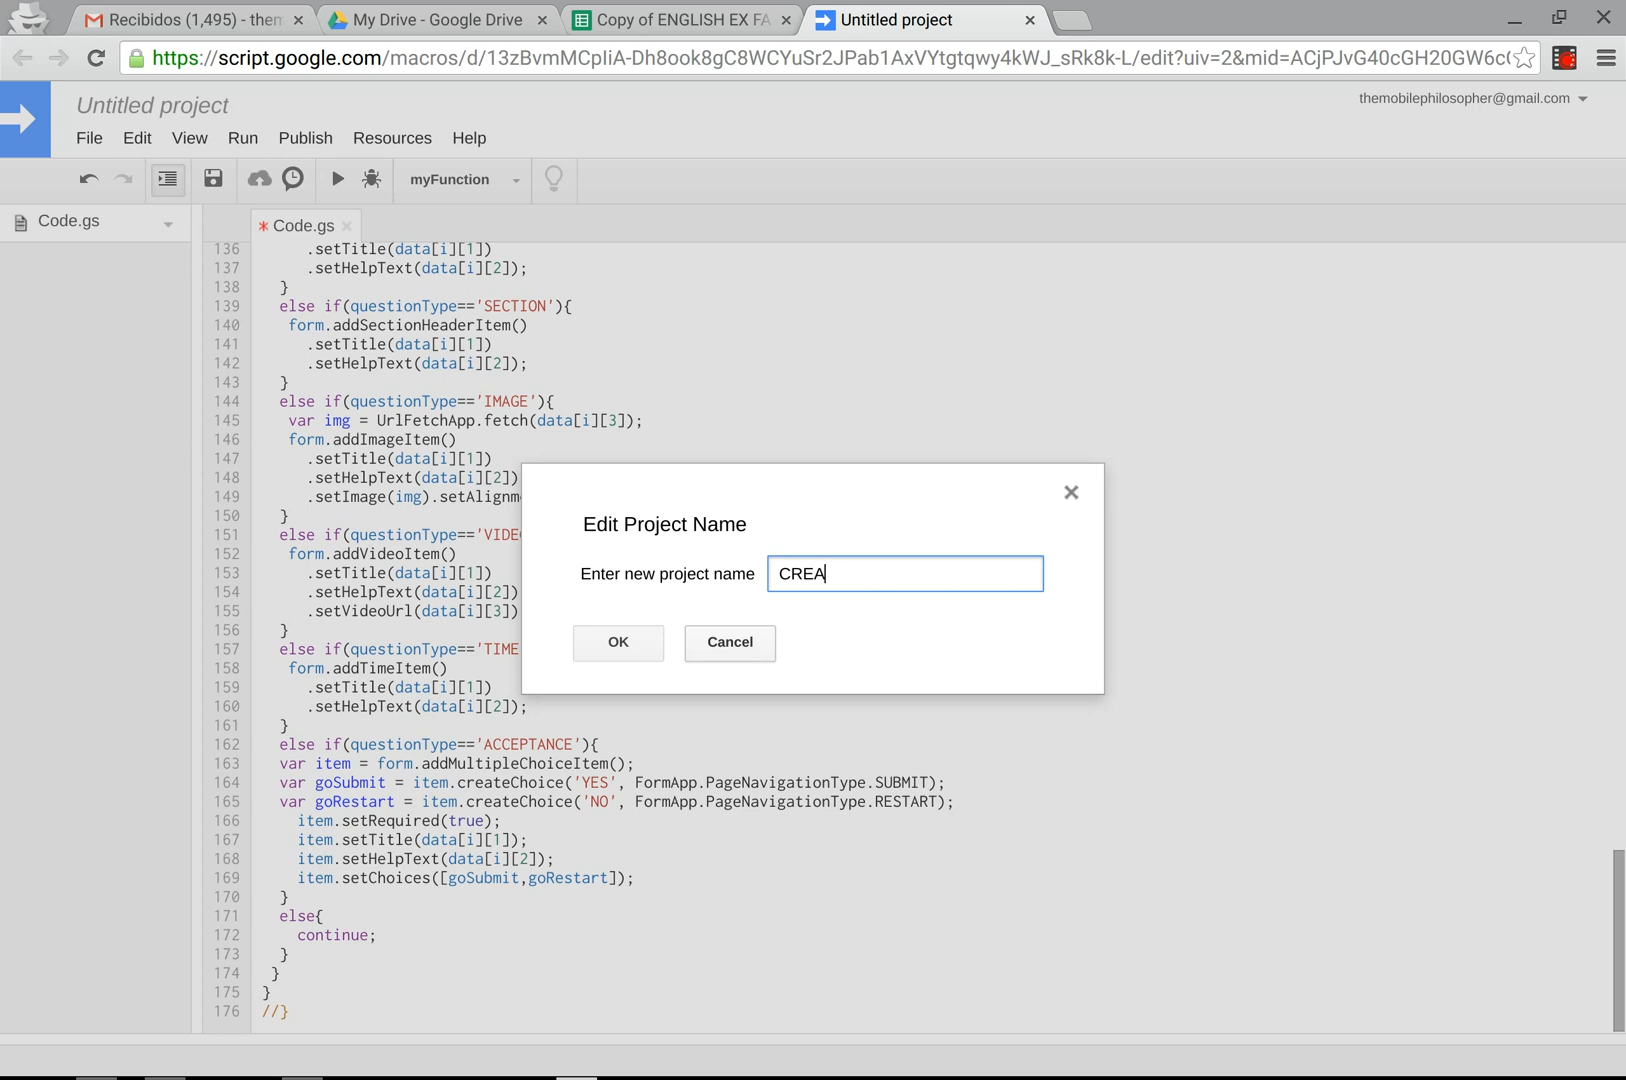 Recibidos (1,495) - them
My Drive - Google Drive
Copy of ENGLISH EX FA
Untitled project
https://script.google.com/macros/d/13zBvmMCpIiA-Dh8ook8gC8WCYuSr2JPab1AxVYtgtqwy4kWJ_sRk8k-L/edit?uiv=2&mid=ACjPJvG40cGH20GW6c(
Untitled project
themobilephilosopher@gmail.com
File Edit View Run Publish Resources Help
myFunction
Code.gs
* Code.gs
136 .setTitle(data[i][1])
137 .setHelpText(data[i][2]);
138 }
139 else if(questionType=='SECTION'){
140 form.addSectionHeaderItem()
141 .setTitle(data[i][1])
142 .setHelpText(data[i][2]);
143 }
144 else if(questionType=='IMAGE'){
145 var img = UrlFetchApp.fetch(data[i][3]);
146 form.addImageItem()
147 .setTitle(data[i][1])
148 .setHelpText(data[i][2])
149 .setImage(img).setAlignm
150 }
151 else if(questionType=='VIDE
152 form.addVideoItem()
153 .setTitle(data[i][1])
154 .setHelpText(data[i][2])
155 .setVideoUrl(data[i][3])
156 }
157 else if(questionType=='TIME
158 form.addTimeItem()
159 .setTitle(data[i][1])
160 .setHelpText(data[i][2]);
161 }
162 else if(questionType=='ACCEPTANCE'){
163 var item = form.addMultipleChoiceItem();
164 var goSubmit = item.createChoice('YES', FormApp.PageNavigationType.SUBMIT);
165 var goRestart = item.createChoice('NO', FormApp.PageNavigationType.RESTART);
166 item.setRequired(true);
167 item.setTitle(data[i][1]);
168 item.setHelpText(data[i][2]);
169 item.setChoices([goSubmit,goRestart]);
170 }
171 else{
172 continue;
173 }
174 }
175 }
176 //}
Edit Project Name
Enter new project name CREA
OK Cancel